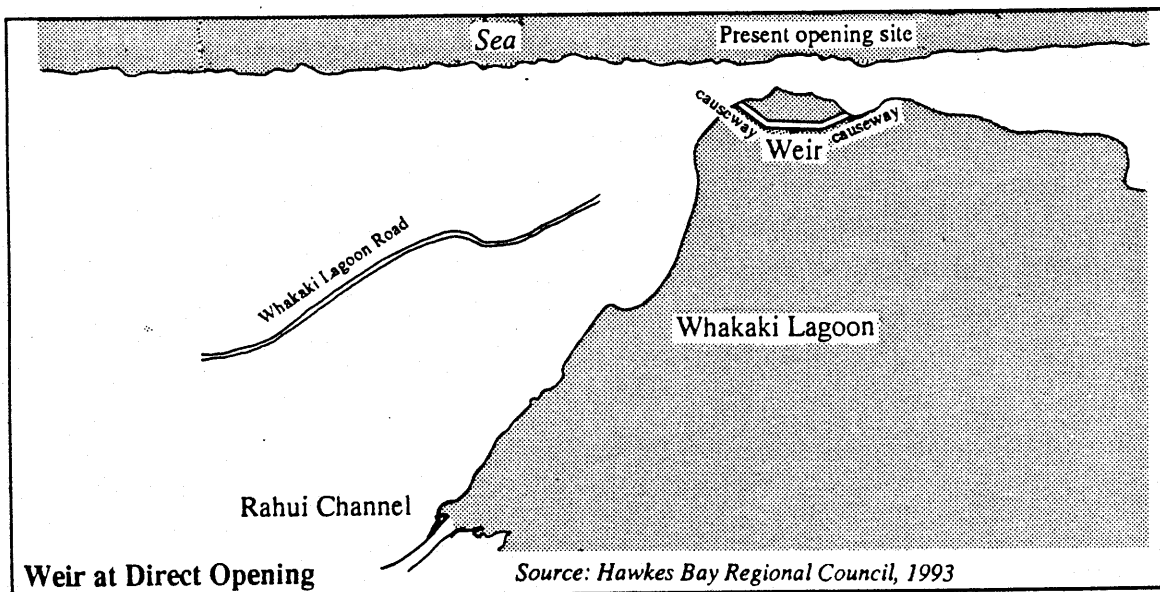 Sea
Present opening site
causeway
causeway
Weir
Whakaki Lagoon Road
Whakaki Lagoon
Rahui Channel
Weir at Direct Opening
Source: Hawkes Bay Regional Council, 1993